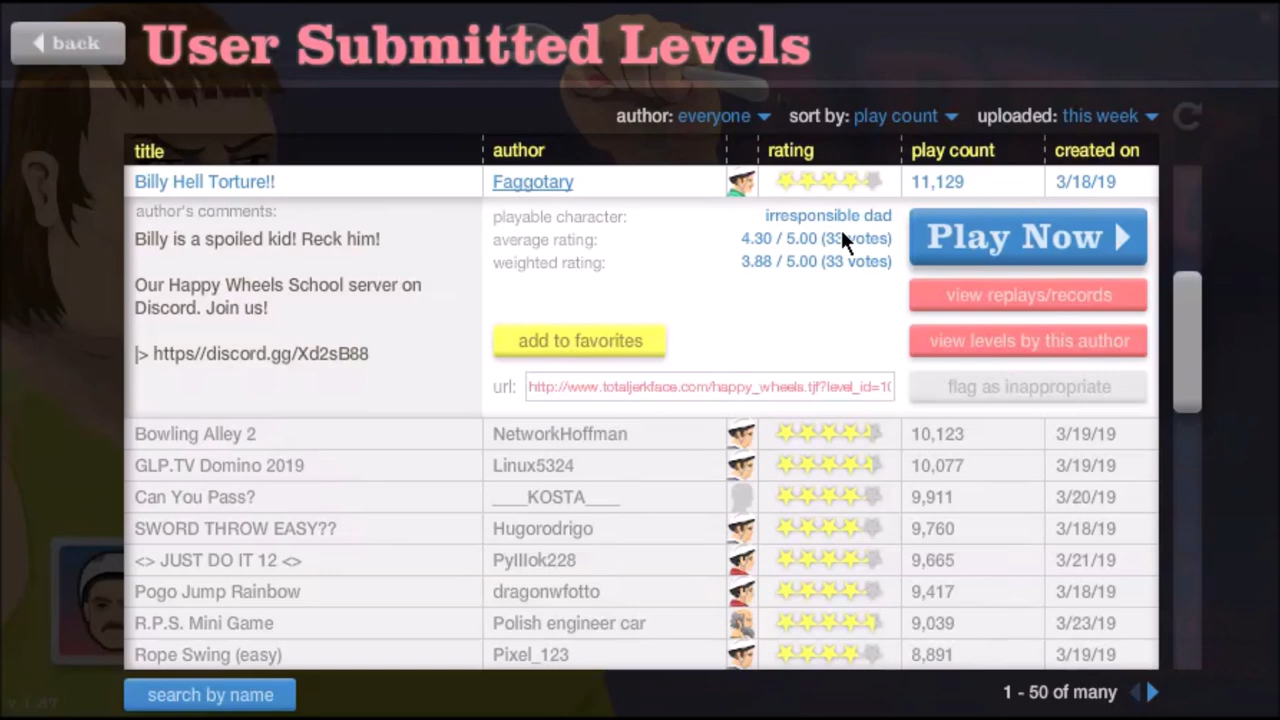 back
User Submitted Levels
author: everyone sort by: play count uploaded: this week
title author rating play count created on
Billy Hell Torture!! Faggotary 11,129 3/18/19
author's comments:
Billy is a spoiled kid! Reck him!
Our Happy Wheels School server on
Discord. Join us!
|> https//discord.gg/Xd2sB88
playable character: irresponsible dad
average rating: 4.30 / 5.00 (33 votes)
weighted rating: 3.88 / 5.00 (33 votes)
add to favorites
url: http://www.totaljerkface.com/happy_wheels.tjf?level_id=1(
Play Now
view replays/records
view levels by this author
flag as inappropriate
Bowling Alley 2 NetworkHoffman 10,123 3/19/19
GLP.TV Domino 2019 Linux5324 10,077 3/19/19
Can You Pass? ____KOSTA____ 9,911 3/20/19
SWORD THROW EASY?? Hugorodrigo 9,760 3/18/19
<> JUST DO IT 12 <> PyIIIok228 9,665 3/21/19
Pogo Jump Rainbow dragonwfotto 9,417 3/18/19
R.P.S. Mini Game Polish engineer car 9,039 3/23/19
Rope Swing (easy) Pixel_123 8,891 3/19/19
search by name
1 - 50 of many
v 1.87